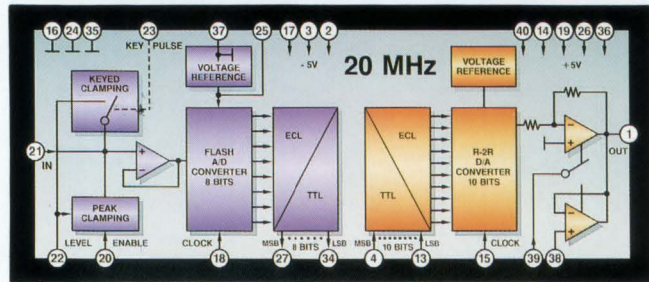 16 24 35 23 37 25 17 3 2 40 14 19 26 36
KEY PULSE
- 5V
+5V
KEYED CLAMPING
VOLTAGE REFERENCE
20 MHz
VOLTAGE REFERENCE
21
IN
FLASH A/D CONVERTER 8 BITS
ECL
TTL
ECL
TTL
R-2R D/A CONVERTER 10 BITS
1
OUT
PEAK CLAMPING
LEVEL ENABLE
CLOCK
MSB 8 BITS LSB
MSB 10 BITS LSB
CLOCK
22 20 18 27 34 4 13 15 39 38